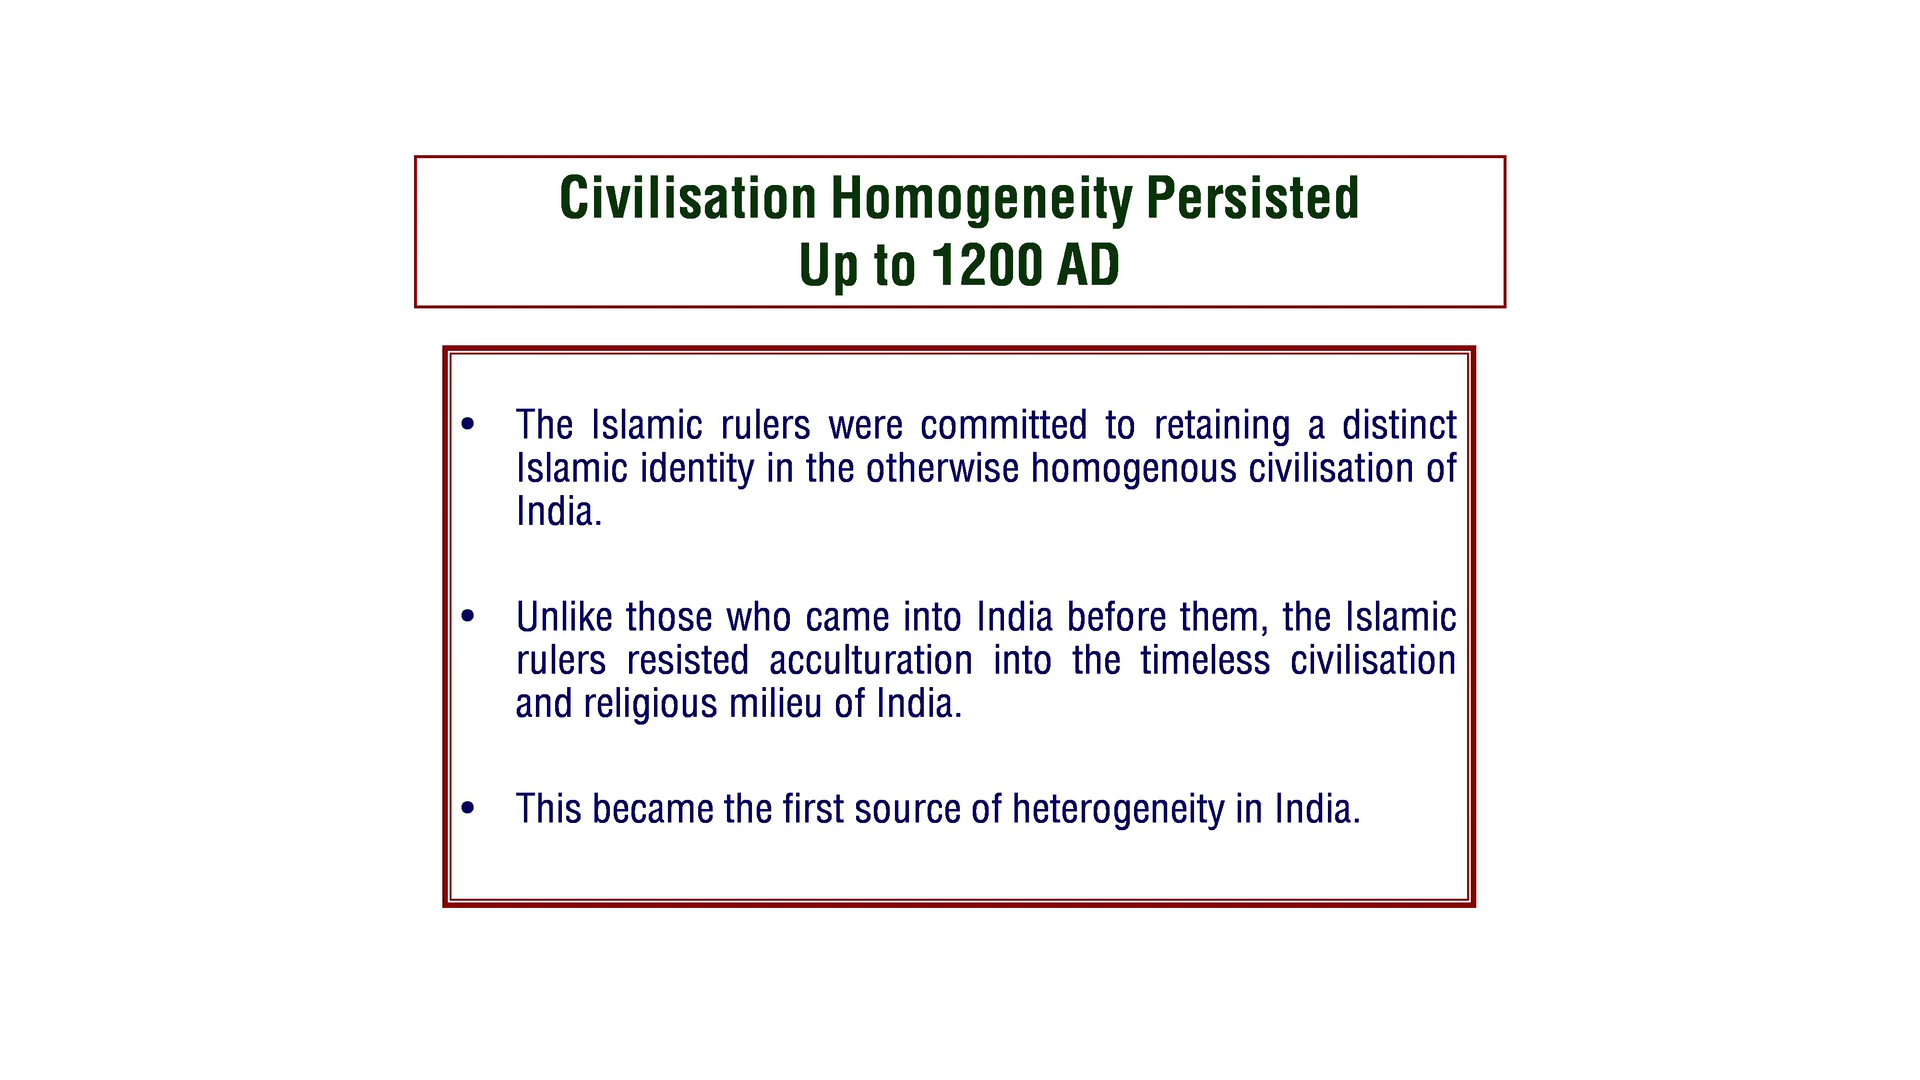 Civilisation Homogeneity Persisted
Up to 1200 AD
• The Islamic rulers were committed to retaining a distinct
Islamic identity in the otherwise homogenous civilisation of
India.
• Unlike those who came into India before them, the Islamic
rulers resisted acculturation into the timeless civilisation
and religious milieu of India.
• This became the first source of heterogeneity in India.